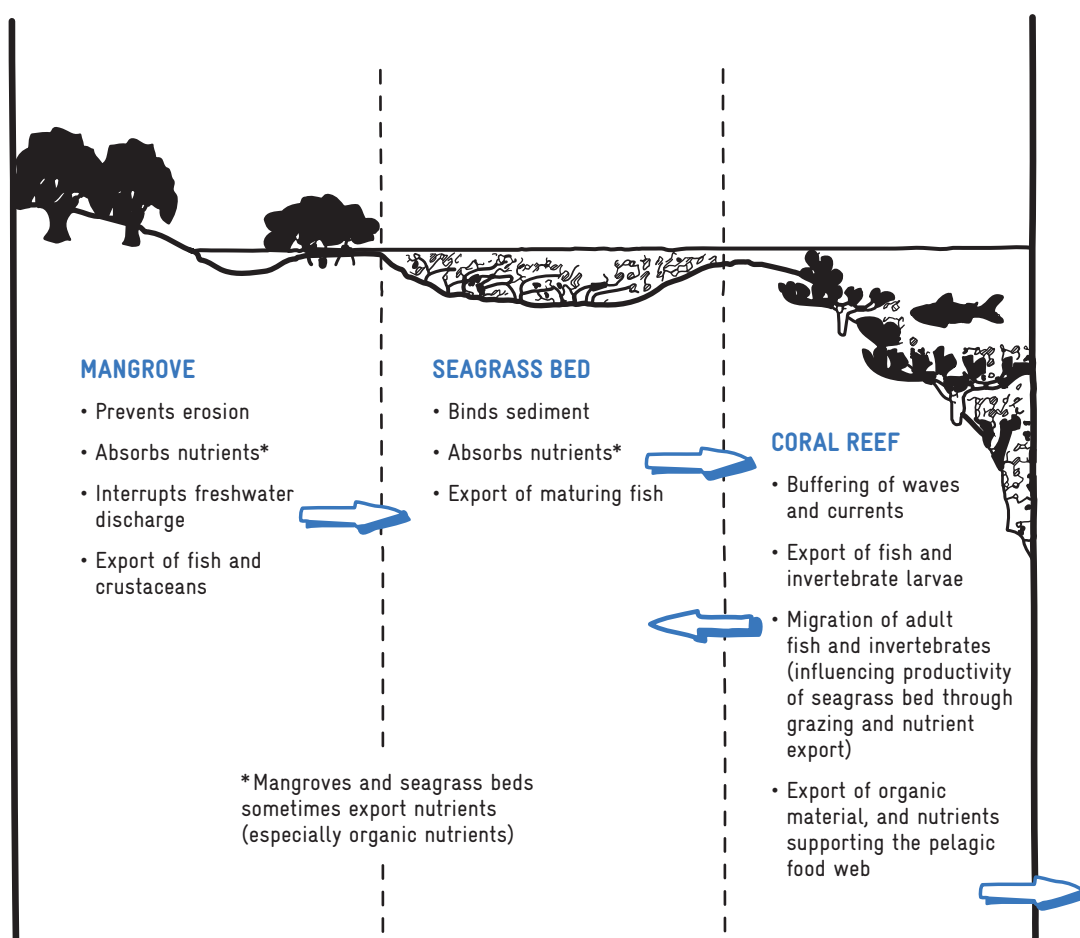 MANGROVE
• Prevents erosion
• Absorbs nutrients*
• Interrupts freshwater
discharge
• Export of fish and
crustaceans
SEAGRASS BED
• Binds sediment
• Absorbs nutrients*
• Export of maturing fish
CORAL REEF
• Buffering of waves
and currents
• Export of fish and
invertebrate larvae
• Migration of adult
fish and invertebrates
(influencing productivity
of seagrass bed through
grazing and nutrient
export)
• Export of organic
material, and nutrients
supporting the pelagic
food web
*Mangroves and seagrass beds
sometimes export nutrients
(especially organic nutrients)